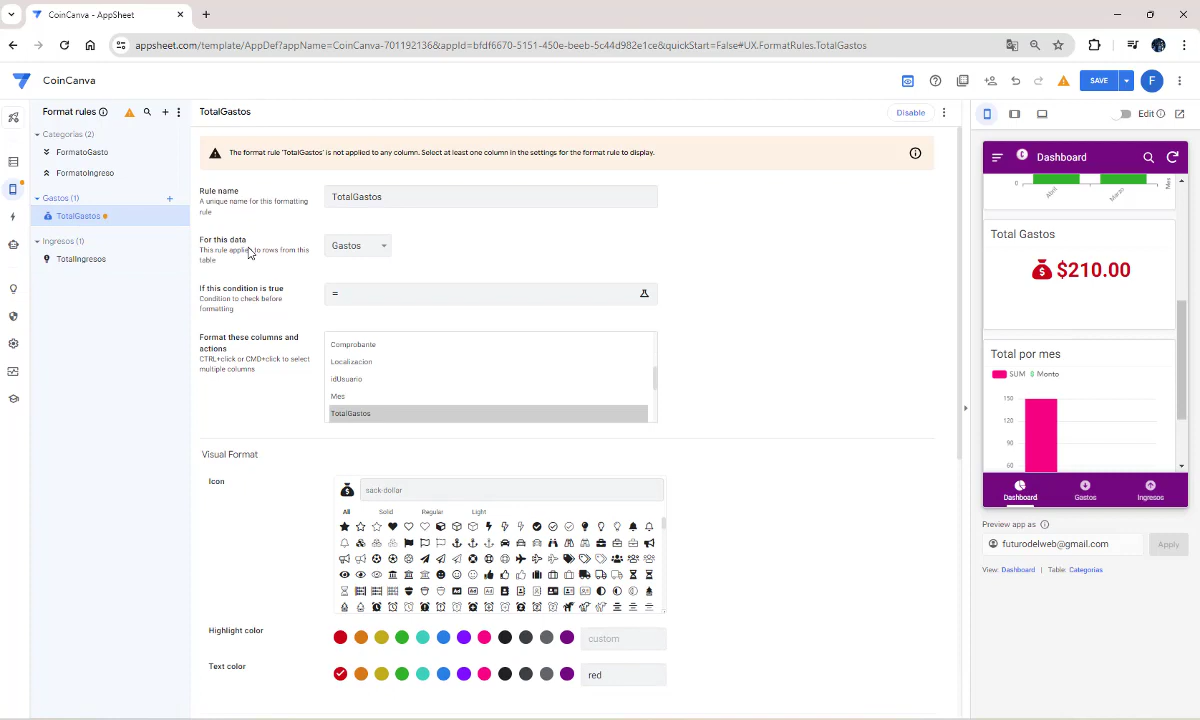 CoinCanva - AppSheet
appsheet.com/template/AppDef?appName=CoinCanva-701192136&appId=bfdf6670-5151-450e-beeb-5c44d982e1ce&quickStart=False#UX.FormatRules.TotalGastos
CoinCanva
SAVE
F
Format rules
TotalGastos
Disable
Edit
Categorias (2)
FormatoGasto
FormatoIngreso
Gastos (1)
TotalGastos
Ingresos (1)
TotalIngresos
The format rule 'TotalGastos' is not applied to any column. Select at least one column in the settings for the format rule to display.
Rule name
A unique name for this formatting
rule
TotalGastos
For this data
This rule applies to rows from this
table
Gastos
If this condition is true
Condition to check before
formatting
=
Format these columns and
actions
CTRL+click or CMD+click to select
multiple columns
Comprobante
Localizacion
idUsuario
Mes
TotalGastos
Visual Format
Icon
sack-dollar
All
Solid
Regular
Light
Highlight color
custom
Text color
red
Dashboard
0
Abril
Marzo
Mes
Total Gastos
$210.00
Total por mes
SUM
Monto
150
120
90
60
Dashboard
Gastos
Ingresos
Preview app as
futurodelweb@gmail.com
Apply
View: Dashboard | Table: Categorias